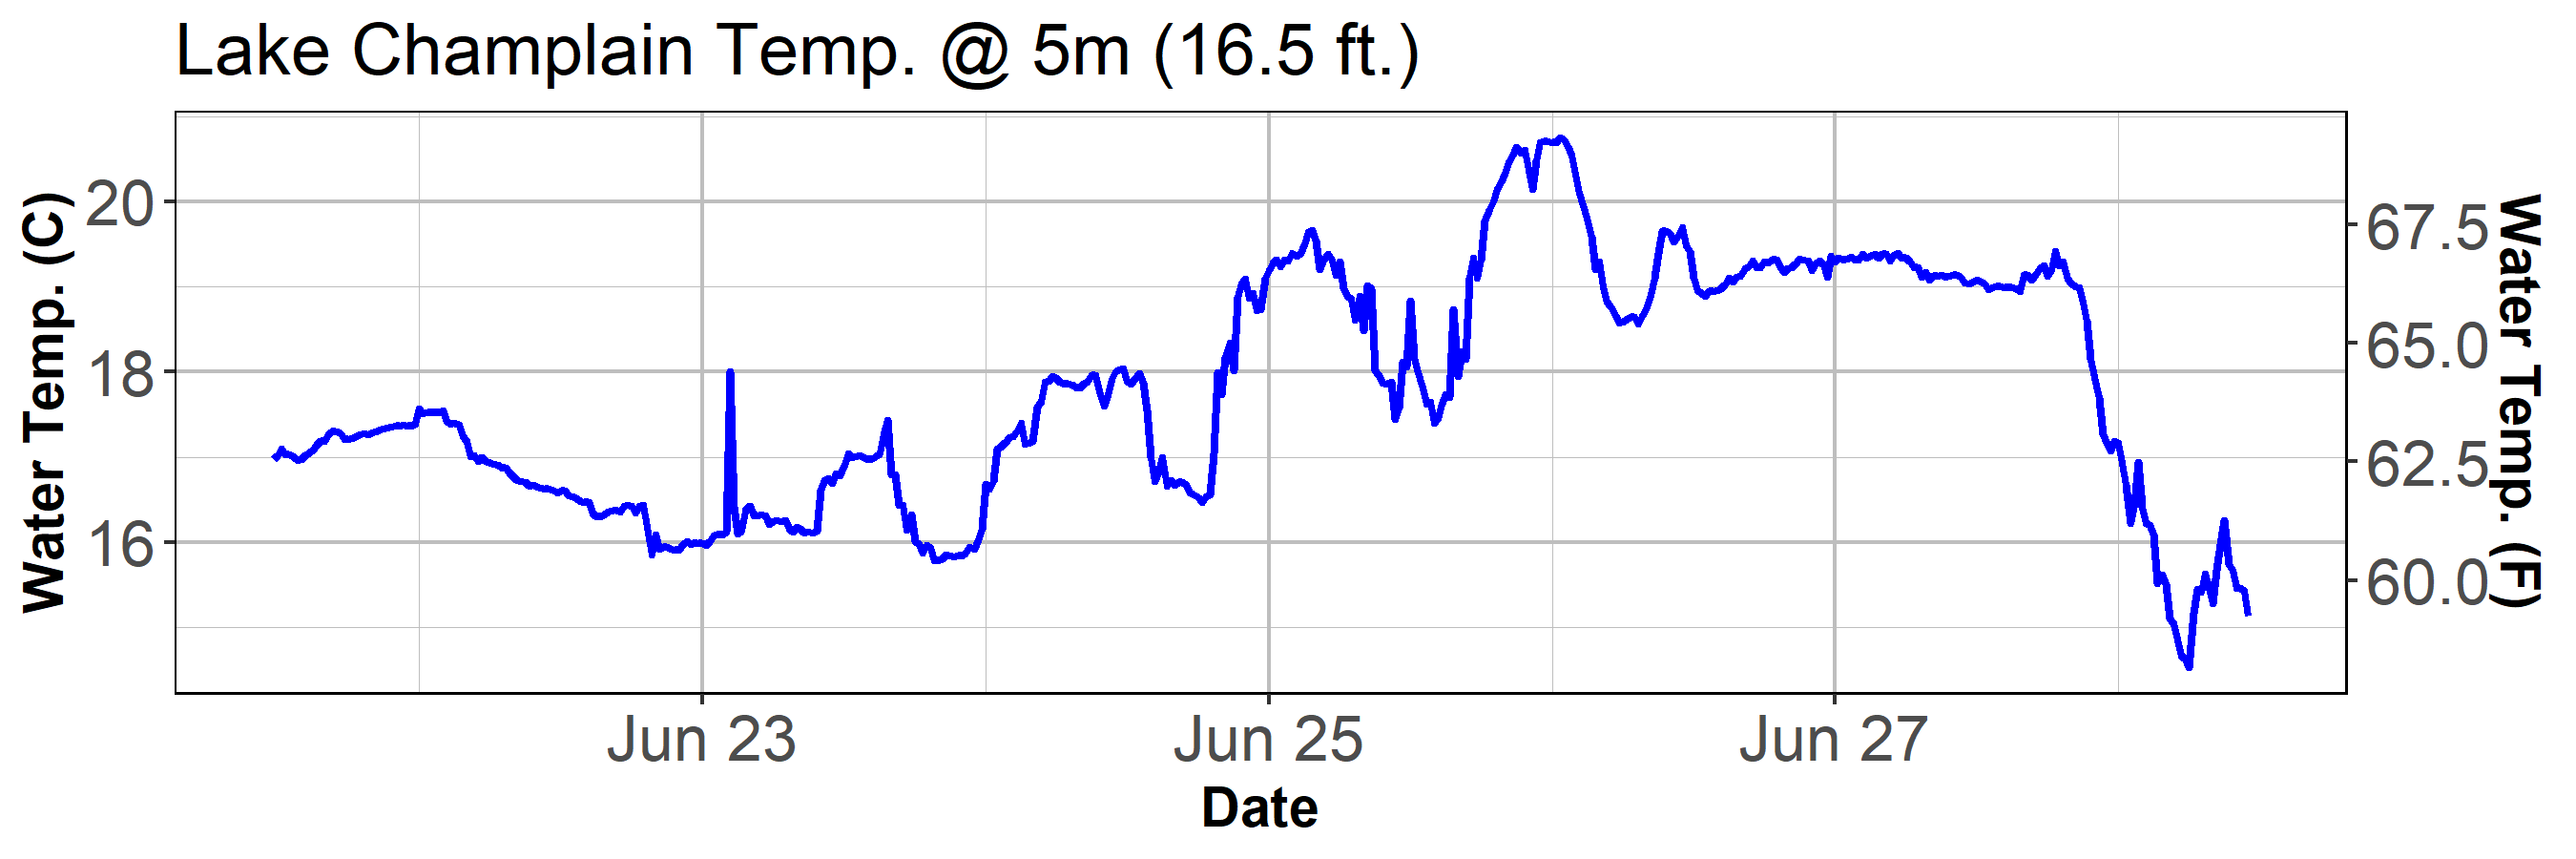 Lake Champlain Temp. @ 5m (16.5 ft.)
Water Temp. (C)
20
18
16
67.5
65.0
62.5
60.0
Water Temp. (F)
Jun 23
Jun 25
Jun 27
Date